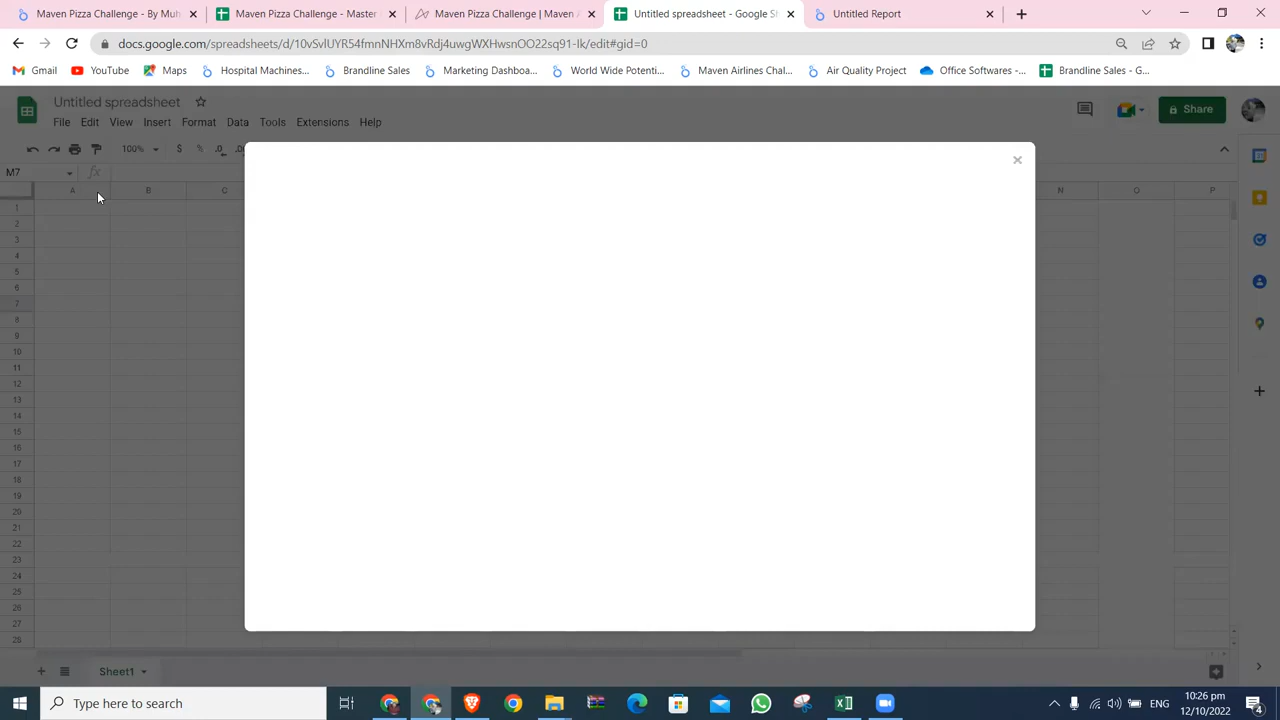 Maven Pizza Challenge - By Muh
Maven Pizza Challenge - Master
Maven Pizza Challenge | Maven A
Untitled spreadsheet - Google Sh
Untitled Report
docs.google.com/spreadsheets/d/10vSvlUYR54fmnNHXm8vRdj4uwgWXHwsnOO22sq91-Ik/edit#gid=0
Gmail YouTube Maps Hospital Machines... Brandline Sales Marketing Dashboa... World Wide Potenti... Maven Airlines Chal... Air Quality Project Office Softwares -... Brandline Sales - G...
Untitled spreadsheet
Share
File Edit View Insert Format Data Tools Extensions Help
100% $ % .0
M7 fx
A B C N O P
1
2
3
4
5
6
7
8
9
10
11
12
13
14
15
16
17
18
19
20
21
22
23
24
25
26
27
28
Sheet1
Type here to search
ENG
10:26 pm
12/10/2022
4